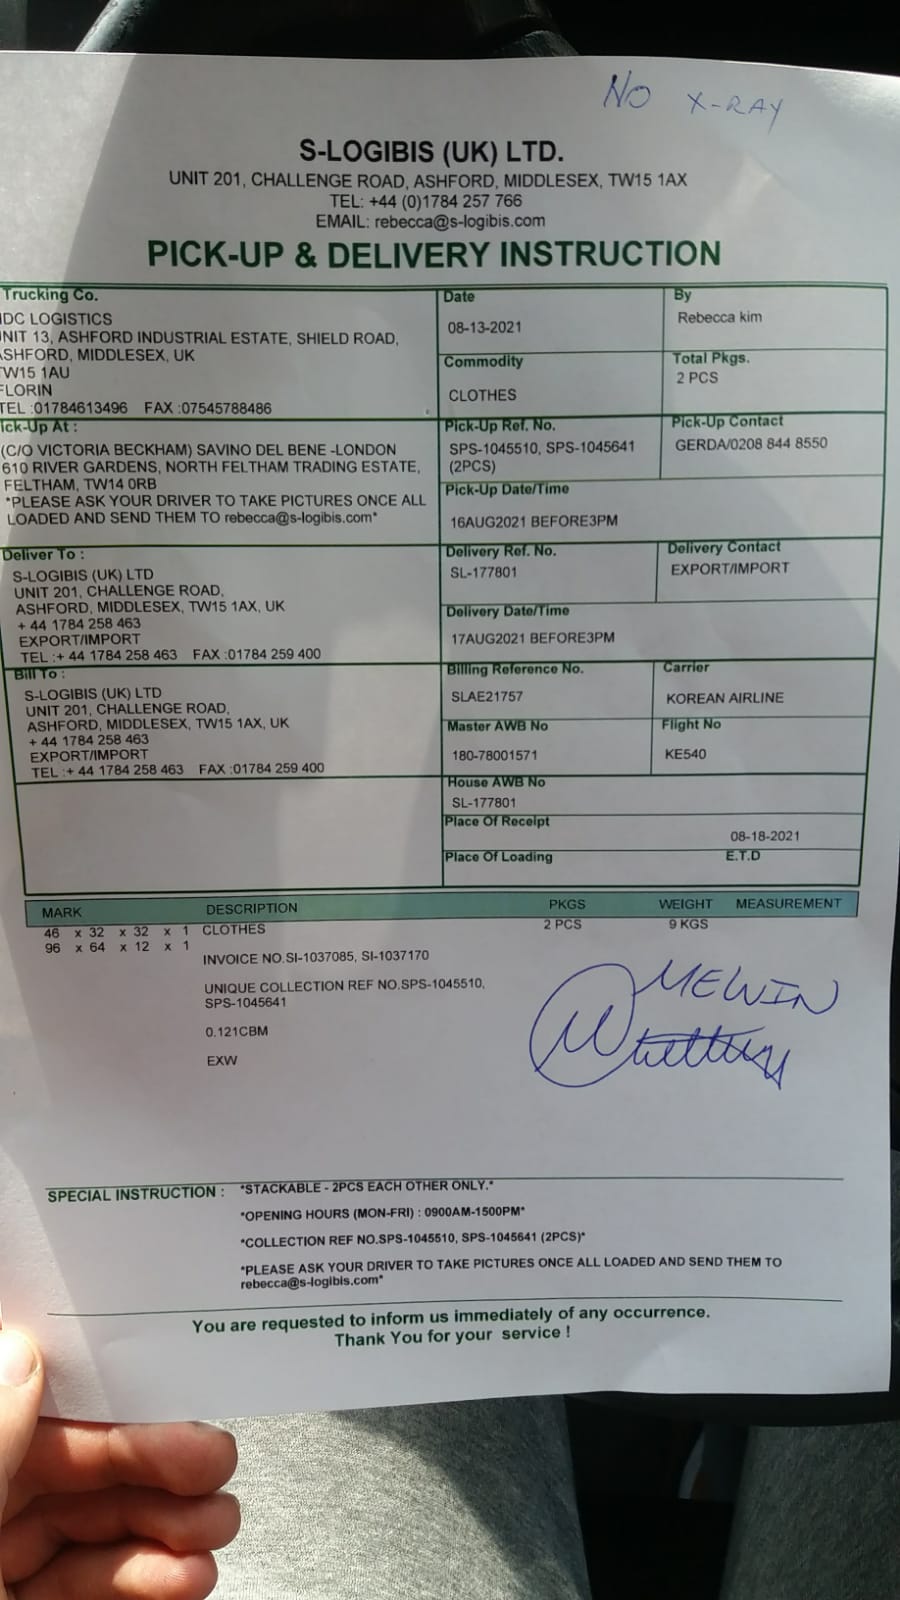 NO X-RAY
S-LOGIBIS (UK) LTD.
UNIT 201, CHALLENGE ROAD, ASHFORD, MIDDLESEX, TW15 1AX
TEL: +44 (0)1784 257 766
EMAIL: rebecca@s-logibis.com
PICK-UP & DELIVERY INSTRUCTION
Trucking Co.
DC LOGISTICS
NIT 13, ASHFORD INDUSTRIAL ESTATE, SHIELD ROAD,
ASHFORD, MIDDLESEX, UK
TW15 1AU
FLORIN
TEL :01784613496 FAX :07545788486
Date
08-13-2021
By
Rebecca kim
Commodity
CLOTHES
Total Pkgs.
2 PCS
ick-Up At :
(C/O VICTORIA BECKHAM) SAVINO DEL BENE -LONDON
610 RIVER GARDENS, NORTH FELTHAM TRADING ESTATE,
FELTHAM, TW14 0RB
*PLEASE ASK YOUR DRIVER TO TAKE PICTURES ONCE ALL
LOADED AND SEND THEM TO rebecca@s-logibis.com*
Pick-Up Ref. No.
SPS-1045510, SPS-1045641
(2PCS)
Pick-Up Contact
GERDA/0208 844 8550
Pick-Up Date/Time
16AUG2021 BEFORE3PM
Deliver To :
S-LOGIBIS (UK) LTD
UNIT 201, CHALLENGE ROAD,
ASHFORD, MIDDLESEX, TW15 1AX, UK
+ 44 1784 258 463
EXPORT/IMPORT
TEL :+ 44 1784 258 463 FAX :01784 259 400
Delivery Ref. No.
SL-177801
Delivery Contact
EXPORT/IMPORT
Delivery Date/Time
17AUG2021 BEFORE3PM
Bill To :
S-LOGIBIS (UK) LTD
UNIT 201, CHALLENGE ROAD,
ASHFORD, MIDDLESEX, TW15 1AX, UK
+ 44 1784 258 463
EXPORT/IMPORT
TEL :+ 44 1784 258 463 FAX :01784 259 400
Billing Reference No.
SLAE21757
Carrier
KOREAN AIRLINE
Master AWB No
180-78001571
Flight No
KE540
House AWB No
SL-177801
Place Of Receipt
08-18-2021
Place Of Loading E.T.D
MARK DESCRIPTION PKGS WEIGHT MEASUREMENT
46 x 32 x 32 x 1 CLOTHES 2 PCS 9 KGS
96 x 64 x 12 x 1
INVOICE NO.SI-1037085, SI-1037170
UNIQUE COLLECTION REF NO.SPS-1045510,
SPS-1045641
0.121CBM
EXW
MELWIN
SPECIAL INSTRUCTION : *STACKABLE - 2PCS EACH OTHER ONLY.*
*OPENING HOURS (MON-FRI) : 0900AM-1500PM*
*COLLECTION REF NO.SPS-1045510, SPS-1045641 (2PCS)*
*PLEASE ASK YOUR DRIVER TO TAKE PICTURES ONCE ALL LOADED AND SEND THEM TO
rebecca@s-logibis.com*
You are requested to inform us immediately of any occurrence.
Thank You for your service !